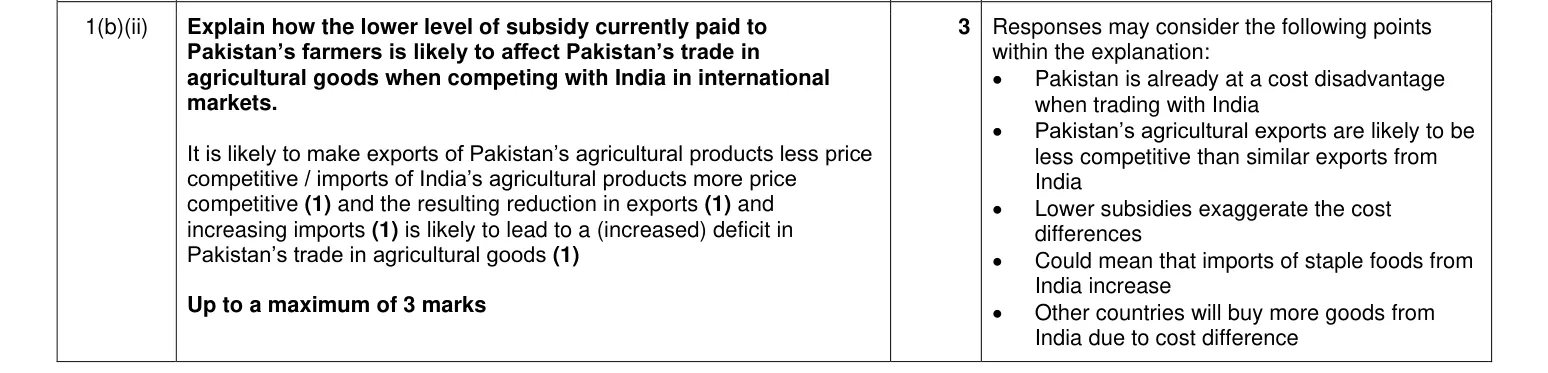 1(b)(ii)
Explain how the lower level of subsidy currently paid to
Pakistan's farmers is likely to affect Pakistan's trade in
agricultural goods when competing with India in international
markets.
It is likely to make exports of Pakistan's agricultural products less price
competitive / imports of India's agricultural products more price
competitive (1) and the resulting reduction in exports (1) and
increasing imports (1) is likely to lead to a (increased) deficit in
Pakistan's trade in agricultural goods (1)
Up to a maximum of 3 marks
3
Responses may consider the following points
within the explanation:
• Pakistan is already at a cost disadvantage
when trading with India
• Pakistan's agricultural exports are likely to be
less competitive than similar exports from
India
• Lower subsidies exaggerate the cost
differences
• Could mean that imports of staple foods from
India increase
• Other countries will buy more goods from
India due to cost difference